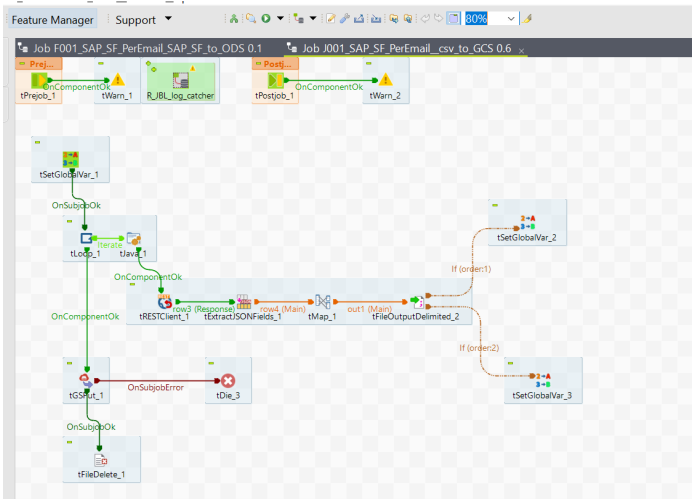 Feature Manager Support 80%
Job F001_SAP_SF_PerEmail_SAP_SF_to_ODS 0.1 Job J001_SAP_SF_PerEmail__csv_to_GCS 0.6
Prej... Postj...
OnComponentOk OnComponentOk
tPrejob_1 tWarn_1 R_JBL_log_catcher tPostjob_1 tWarn_2
tSetGlobalVar_1
OnSubjobOk
tSetGlobalVar_2
Iterate
tLoop_1 tJava_1
If (order:1)
OnComponentOk
row3 (Response) row4 (Main) out1 (Main)
tRESTClient_1 tExtractJSONFields_1 tMap_1 tFileOutputDelimited_2
OnComponentOk
If (order:2)
OnSubjobError
tGSPut_1 tDie_3 tSetGlobalVar_3
OnSubjobOk
tFileDelete_1